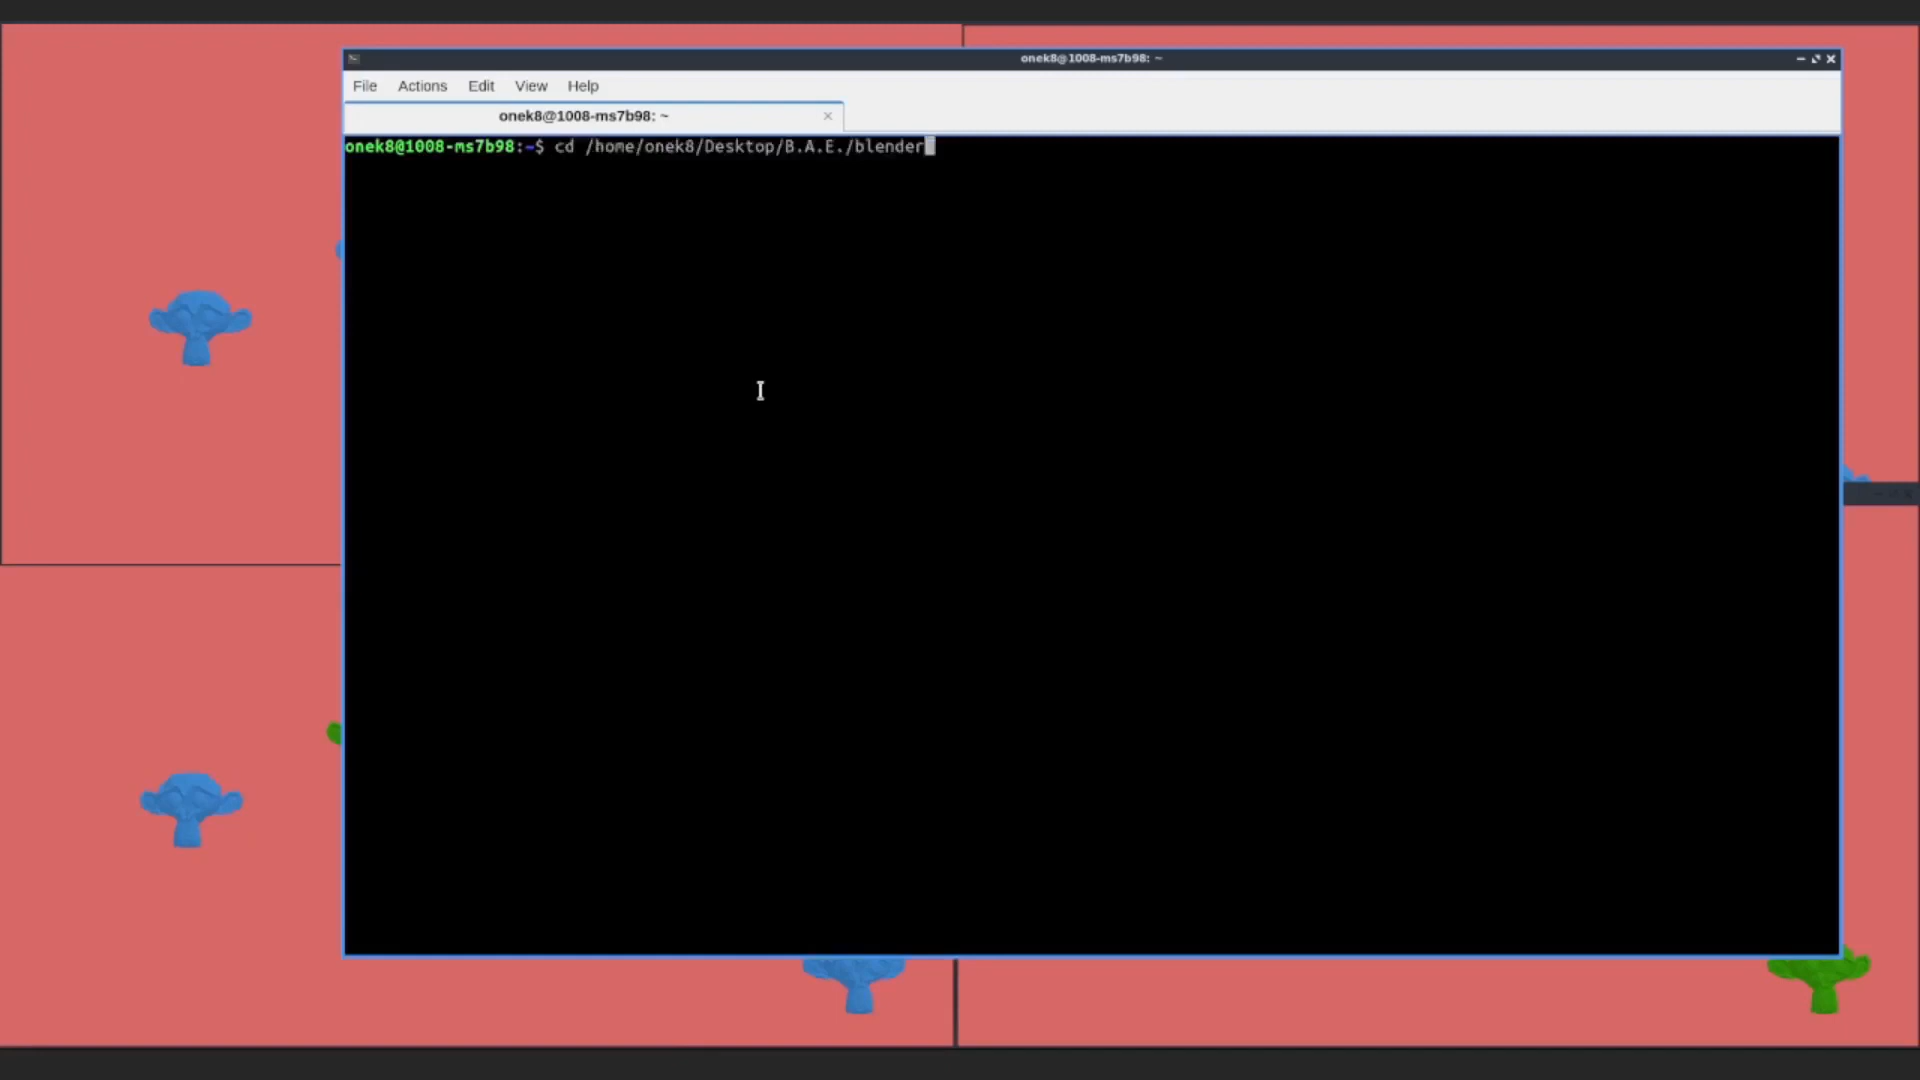 onek8@1008-ms7b98: ~
File Actions Edit View Help
onek8@1008-ms7b98: ~
onek8@1008-ms7b98:~$ cd /home/onek8/Desktop/B.A.E./blender